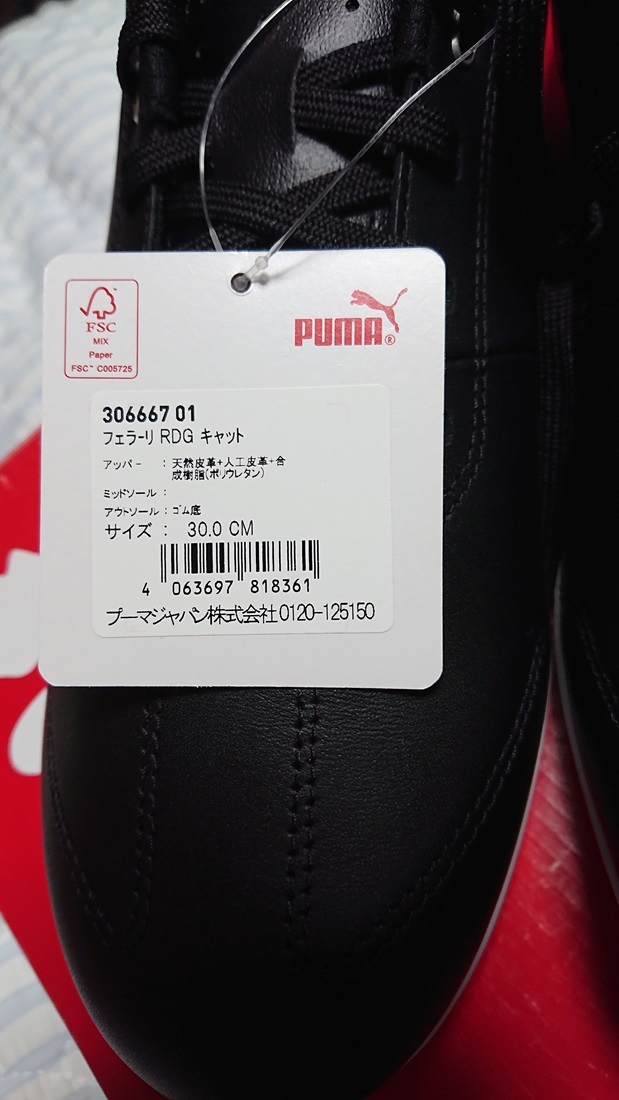 FSC
MIX
Paper
FSC™ C005725
PUMA®
306667 01
フェラーリ RDG キャット
アッパー : 天然皮革+人工皮革+合
成樹脂(ポリウレタン)
ミッドソール :
アウトソール : ゴム底
サイズ : 30.0 CM
4 063697 818361
プーマジャパン株式会社0120-125150